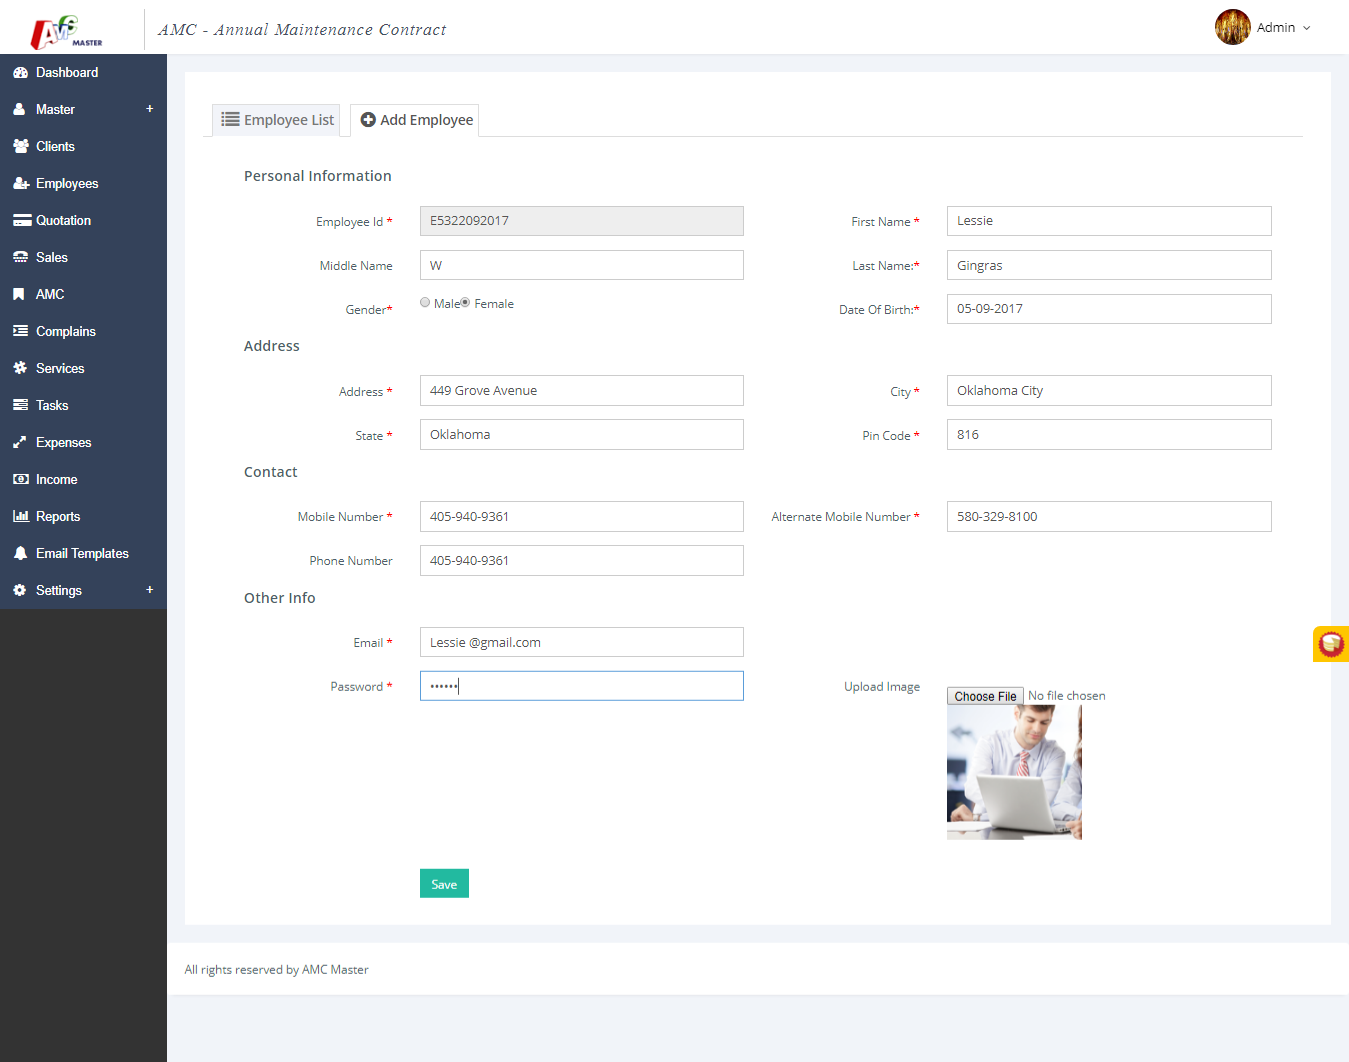 AMC MASTER
AMC - Annual Maintenance Contract
Admin
Dashboard
Master +
Clients
Employees
Quotation
Sales
AMC
Complains
Services
Tasks
Expenses
Income
Reports
Email Templates
Settings +
Employee List
Add Employee
Personal Information
Employee Id * E5322092017
First Name * Lessie
Middle Name W
Last Name:* Gingras
Gender* Male Female
Date Of Birth:* 05-09-2017
Address
Address * 449 Grove Avenue
City * Oklahoma City
State * Oklahoma
Pin Code * 816
Contact
Mobile Number * 405-940-9361
Alternate Mobile Number * 580-329-8100
Phone Number 405-940-9361
Other Info
Email * Lessie @gmail.com
Password * ••••••
Upload Image
Choose File No file chosen
Save
All rights reserved by AMC Master